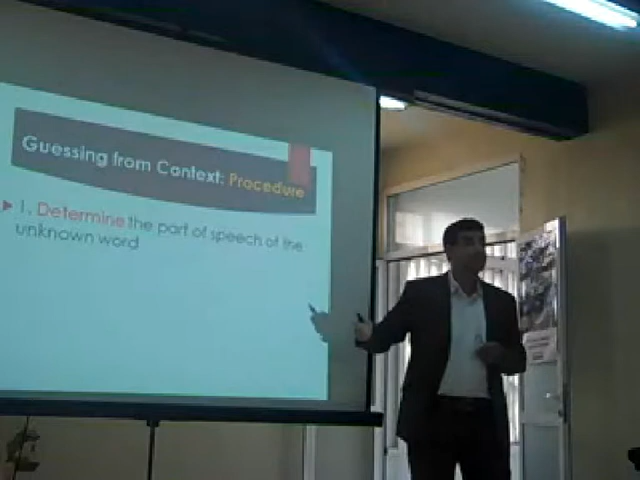 Guessing from Context: Procedure
1. Determine the part of speech of the
unknown word